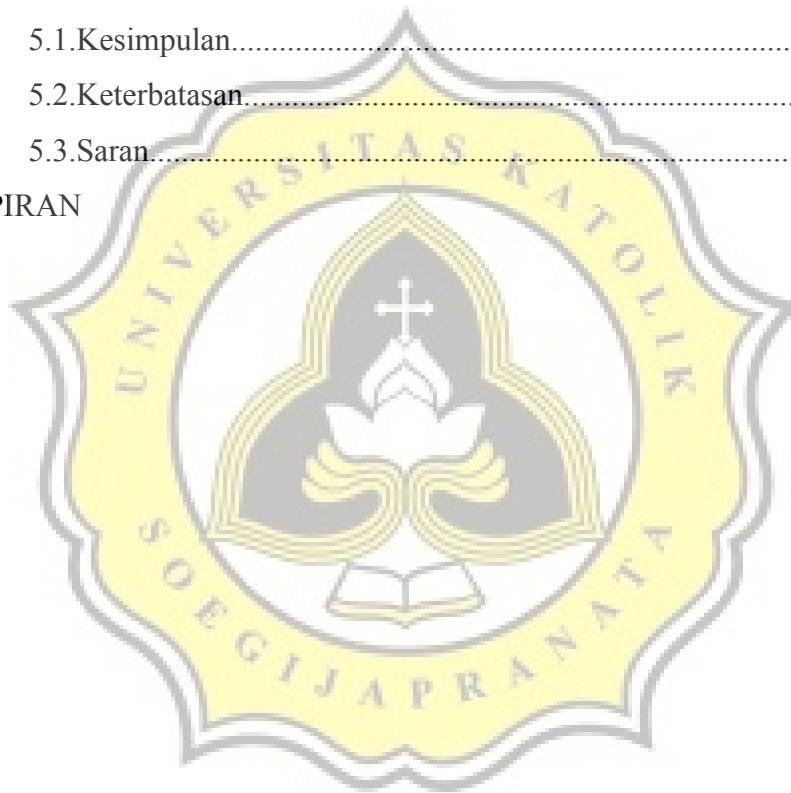 5.1.Kesimpulan..........................................................................
5.2.Keterbatasan........................................................................
5.3.Saran.....................................................................................
PIRAN
UNIVERSITAS KATOLIK
SOEGIJAPRANATA